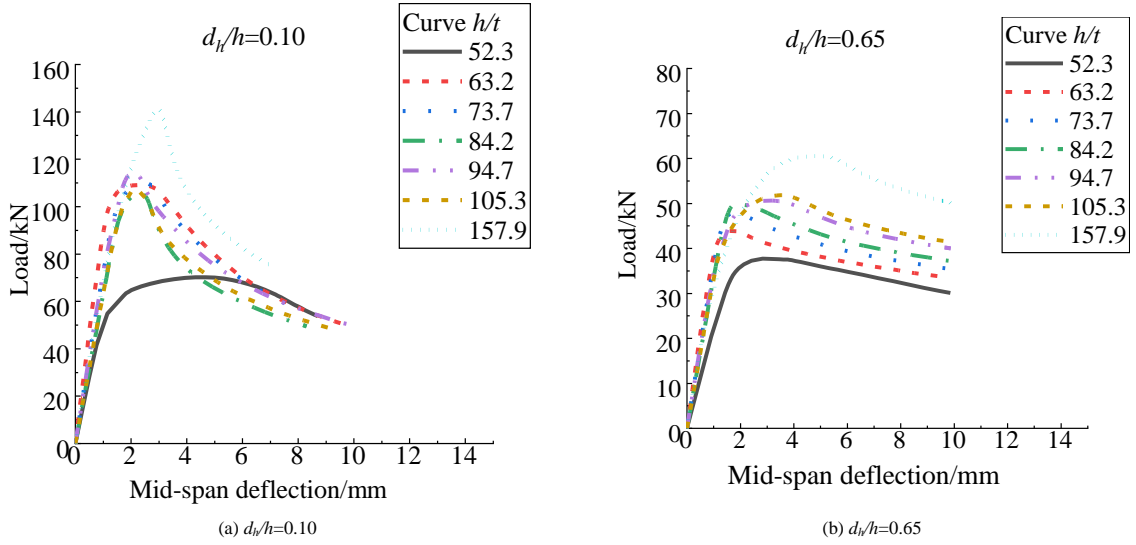 d_h/h=0.10
Curve h/t
52.3
63.2
73.7
84.2
94.7
105.3
157.9
160
140
120
100
80
60
40
20
0
Load/kN
0 2 4 6 8 10 12 14
Mid-span deflection/mm
(a) d_h/h=0.10
d_h/h=0.65
Curve h/t
52.3
63.2
73.7
84.2
94.7
105.3
157.9
80
70
60
50
40
30
20
10
0
Load/kN
0 2 4 6 8 10 12 14
Mid-span deflection/mm
(b) d_h/h=0.65